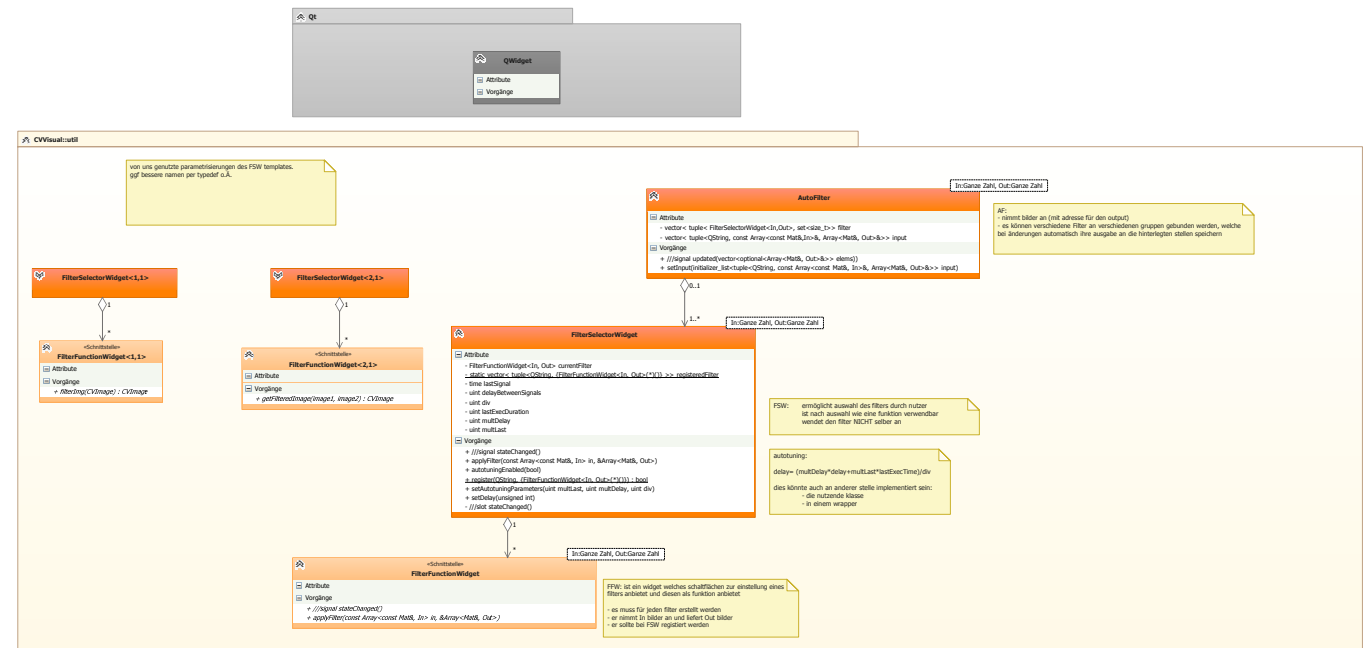 Qt
QWidget
Attribute
Vorgänge
CVVisual::util
von uns genutzte parametrisierungen des FSW templates.
ggf bessere namen per typedef o.Ä.
In:Ganze Zahl, Out:Ganze Zahl
AutoFilter
Attribute
- vector< tuple< FilterSelectorWidget<In,Out>, set<size_t>> filter
- vector< tuple<QString, const Array<const Mat&,In>&, Array<Mat&, Out>&>> input
Vorgänge
+ ///signal updated(vector<optional<Array<Mat&, Out>&>> elems))
+ setInput(initializer_list<tuple<QString, const Array<const Mat&, In>&, Array<Mat&, Out>&>> input)
AF:
- nimmt bilder an (mit adresse für den output)
- es können verschiedene Filter an verschiedenen gruppen gebunden werden, welche
bei änderungen automatisch ihre ausgabe an die hinterlegten stellen speichern
FilterSelectorWidget<1,1>
1
*
«Schnittstelle»
FilterFunctionWidget<1,1>
Attribute
Vorgänge
+ filterImg(CVImage) : CVImage
FilterSelectorWidget<2,1>
1
*
«Schnittstelle»
FilterFunctionWidget<2,1>
Attribute
Vorgänge
+ getFilteredImage(image1, image2) : CVImage
0..1
1..*
In:Ganze Zahl, Out:Ganze Zahl
FilterSelectorWidget
Attribute
- FilterFunctionWidget<In, Out> currentFilter
- static vector< tuple<QString, (FilterFunctionWidget<In, Out>(*)()) >> registeredFilter
- time lastSignal
- uint delayBetweenSignals
- uint div
- uint lastExecDuration
- uint multDelay
- uint multLast
Vorgänge
+ ///signal stateChanged()
+ applyFilter(const Array<const Mat&, In> in, &Array<Mat&, Out>)
+ autotuningEnabled(bool)
+ register(QString, (FilterFunctionWidget<In, Out>(*)())) : bool
+ setAutotuningParameters(uint multLast, uint multDelay, uint div)
+ setDelay(unsigned int)
- ///slot stateChanged()
FSW: ermöglicht auswahl des filters durch nutzer
ist nach auswahl wie eine funktion verwendbar
wendet den filter NICHT selber an
autotuning:
delay= (multDelay*delay+multLast*lastExecTime)/div
dies könnte auch an anderer stelle implementiert sein:
- die nutzende klasse
- in einem wrapper
1
*
In:Ganze Zahl, Out:Ganze Zahl
«Schnittstelle»
FilterFunctionWidget
Attribute
Vorgänge
+ ///signal stateChanged()
+ applyFilter(const Array<const Mat&, In> in, &Array<Mat&, Out>)
FFW: ist ein widget welches schaltflächen zur einstellung eines
filters anbietet und diesen als funktion anbietet
- es muss für jeden filter erstellt werden
- er nimmt In bilder an und liefert Out bilder
- er sollte bei FSW registiert werden